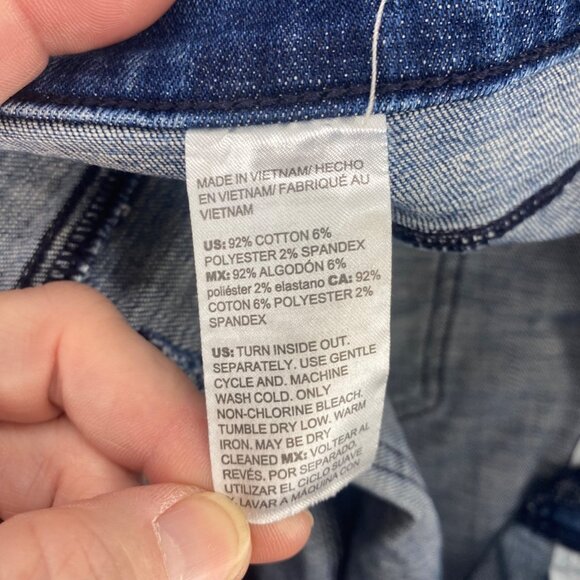 MADE IN VIETNAM/ HECHO
EN VIETNAM/ FABRIQUÉ AU
VIETNAM
US: 92% COTTON 6%
POLYESTER 2% SPANDEX
MX: 92% ALGODÓN 6%
poliéster 2% elastano CA: 92%
COTON 6% POLYESTER 2%
SPANDEX
US: TURN INSIDE OUT.
SEPARATELY. USE GENTLE
CYCLE AND. MACHINE
WASH COLD. ONLY
NON-CHLORINE BLEACH.
TUMBLE DRY LOW. WARM
IRON. MAY BE DRY
CLEANED MX: VOLTEAR AL
REVÉS. POR SEPARADO.
UTILIZAR EL CICLO SUAVE
Y. LAVAR A MÁQUINA CON